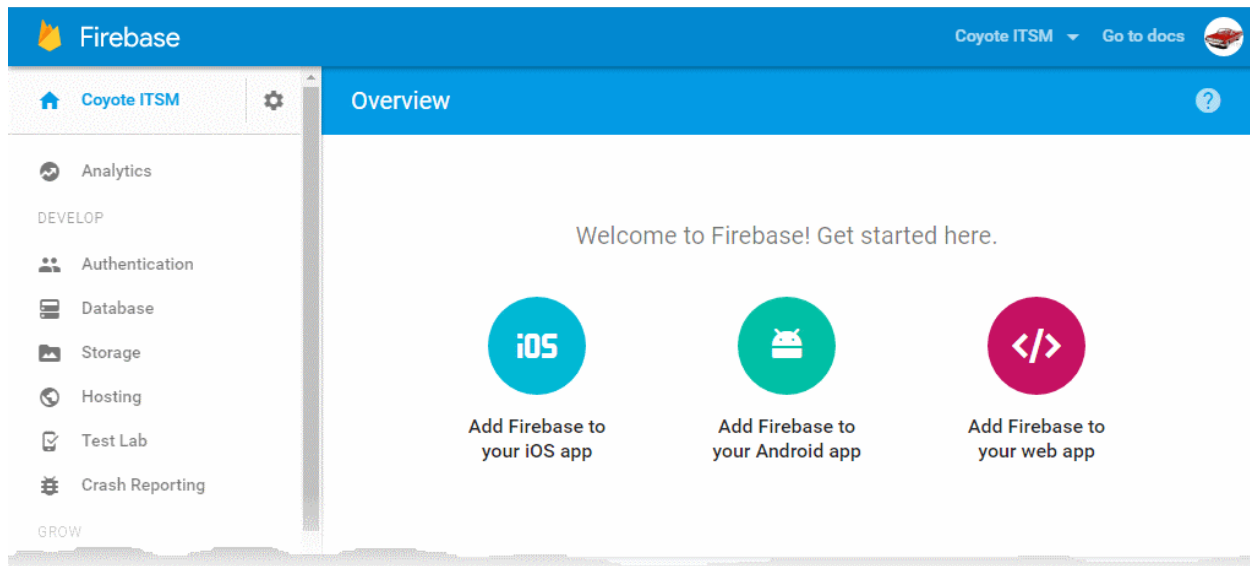 Firebase
Coyote ITSM
Go to docs
Coyote ITSM
Overview
?
Analytics
DEVELOP
Authentication
Database
Storage
Hosting
Test Lab
Crash Reporting
GROW
Welcome to Firebase! Get started here.
iOS
</>
Add Firebase to
your iOS app
Add Firebase to
your Android app
Add Firebase to
your web app